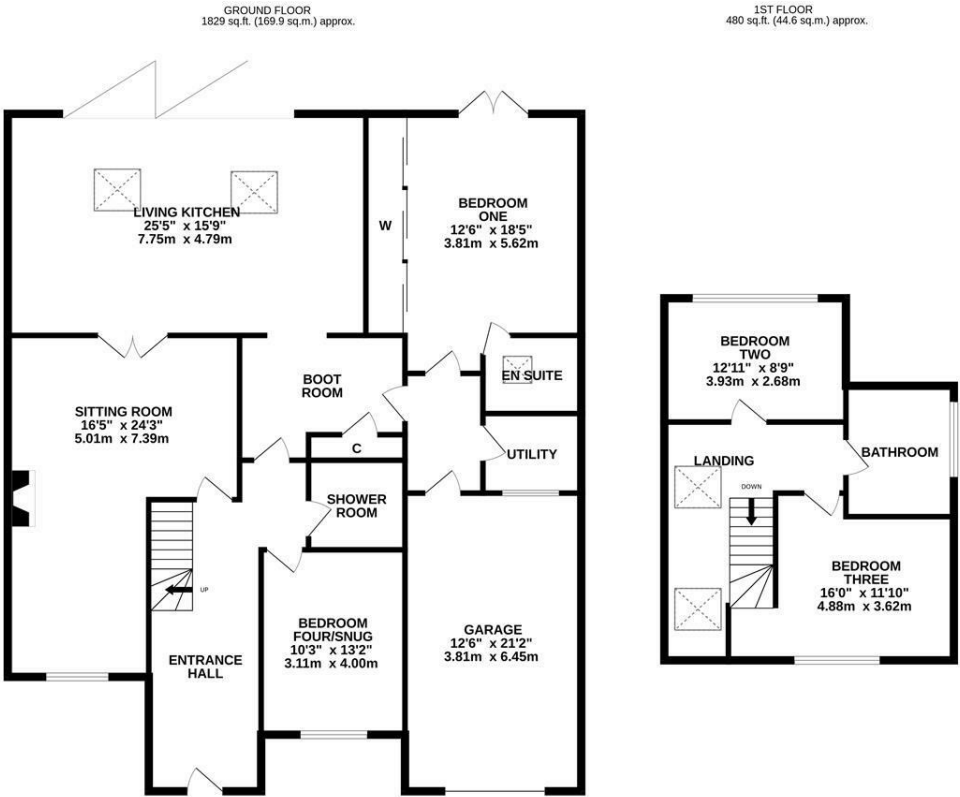 GROUND FLOOR
1829 sq.ft. (169.9 sq.m.) approx.
1ST FLOOR
480 sq.ft. (44.6 sq.m.) approx.
LIVING KITCHEN
25'5" x 15'9"
7.75m x 4.79m
W
BEDROOM
ONE
12'6" x 18'5"
3.81m x 5.62m
BOOT
ROOM
EN SUITE
SITTING ROOM
16'5" x 24'3"
5.01m x 7.39m
C
UTILITY
SHOWER
ROOM
UP
ENTRANCE
HALL
BEDROOM
FOUR/SNUG
10'3" x 13'2"
3.11m x 4.00m
GARAGE
12'6" x 21'2"
3.81m x 6.45m
BEDROOM
TWO
12'11" x 8'9"
3.93m x 2.68m
LANDING
BATHROOM
DOWN
BEDROOM
THREE
16'0" x 11'10"
4.88m x 3.62m